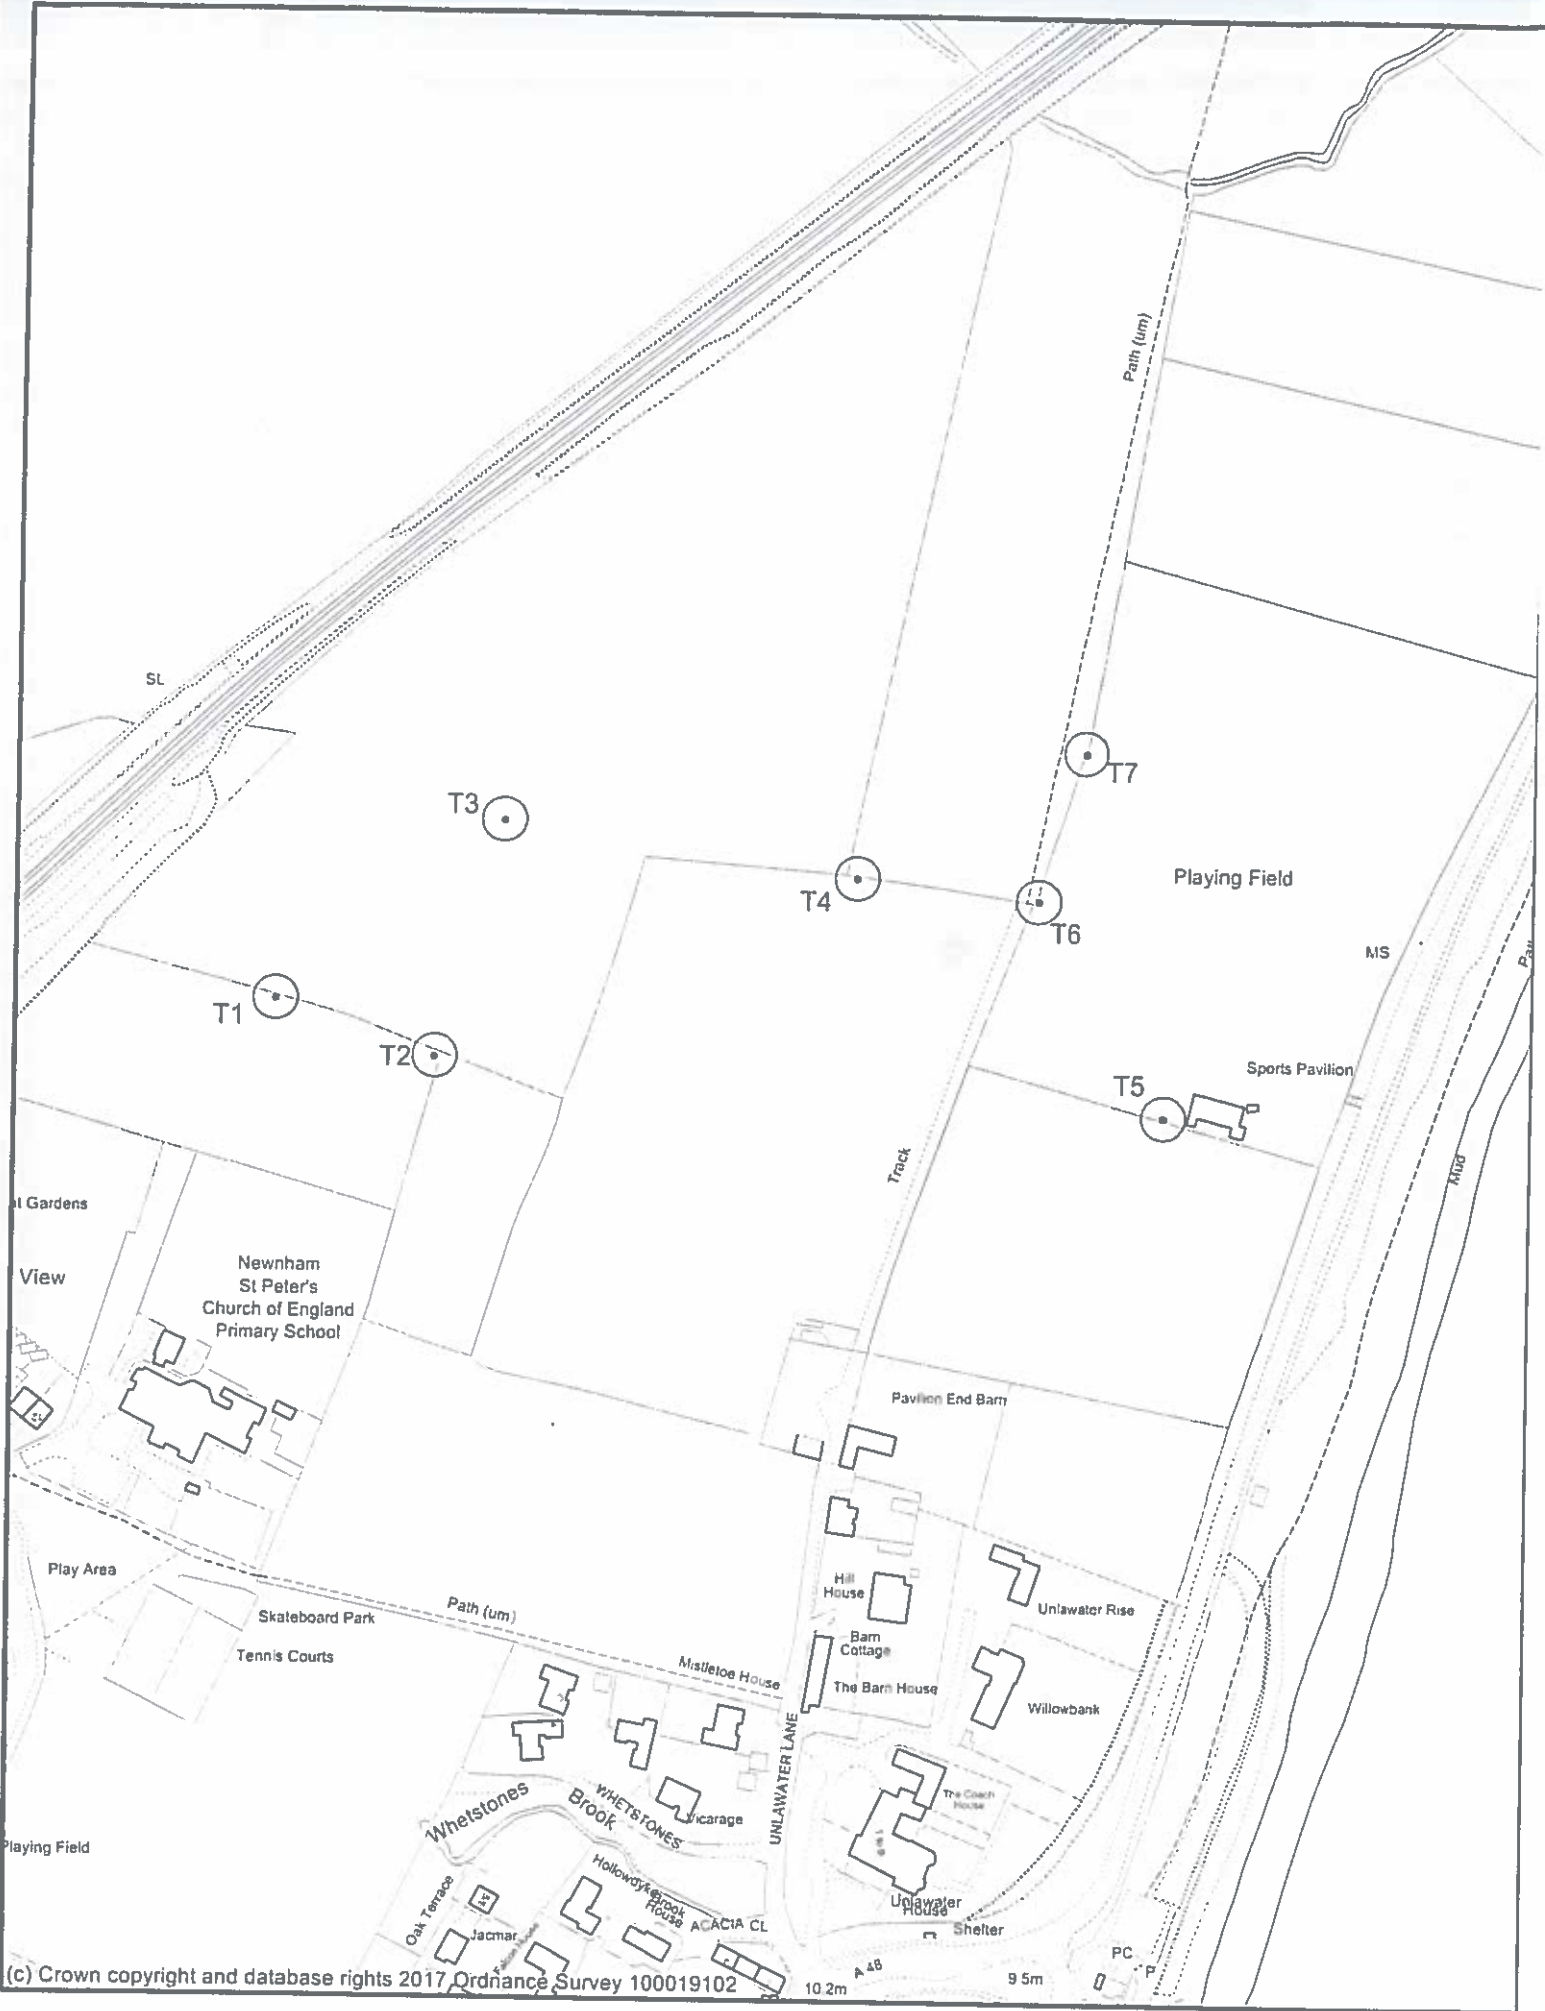 Path (um)
SL
T7
T3
Playing Field
T4
T6
MS
T1
T2
Sports Pavilion
T5
Track
Mud
Gardens
View
Newnham
St Peter's
Church of England
Primary School
Pavilion End Barn
Play Area
Hill
House
Path (um)
Skateboard Park
Unlawater Rise
Barn
Cottage
Tennis Courts
Mistletoe House
The Barn House
Willowbank
UNLAWATER LANE
The Coach
House
Whetstones
Brook
WHETSTONES
Vicarage
Playing Field
Hollowdyke
House
Brook
House
Oak Terrace
ACACIA CL
Unlawater
House
Shelter
Jacmar
PC
P
A 48
(c) Crown copyright and database rights 2017 Ordnance Survey 100019102
10.2m
9.5m